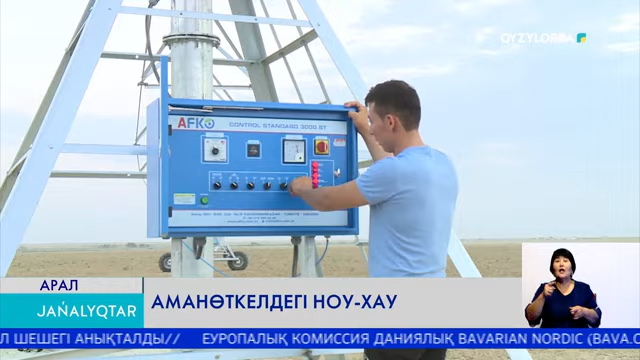 QYZYLORDA
AFKO
CONTROL STANDARD 3000 ST
АРАЛ
АМАНӨТКЕЛДЕГІ НОУ-ХАУ
JAŃALYQTAR
Л ШЕШЕГІ АНЫҚТАЛДЫ// ЕУРОПАЛЫҚ КОМИССИЯ ДАНИЯЛЫҚ BAVARIAN NORDIC (BAVA.C